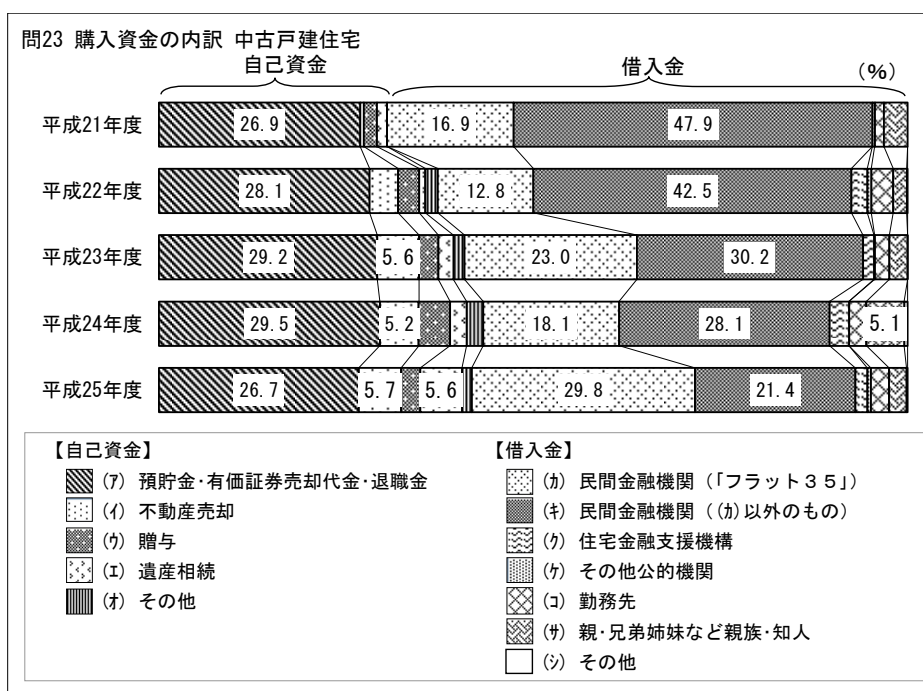 問23 購入資金の内訳 中古戸建住宅
自己資金 借入金 (%)
平成21年度 26.9 16.9 47.9
平成22年度 28.1 12.8 42.5
平成23年度 29.2 5.6 23.0 30.2
平成24年度 29.5 5.2 18.1 28.1 5.1
平成25年度 26.7 5.7 5.6 29.8 21.4
【自己資金】
(ｱ) 預貯金･有価証券売却代金･退職金
(ｲ) 不動産売却
(ｳ) 贈与
(ｴ) 遺産相続
(ｵ) その他
【借入金】
(ｶ) 民間金融機関（「フラット３５」）
(ｷ) 民間金融機関（(ｶ)以外のもの）
(ｸ) 住宅金融支援機構
(ｹ) その他公的機関
(ｺ) 勤務先
(ｻ) 親･兄弟姉妹など親族･知人
(ｼ) その他